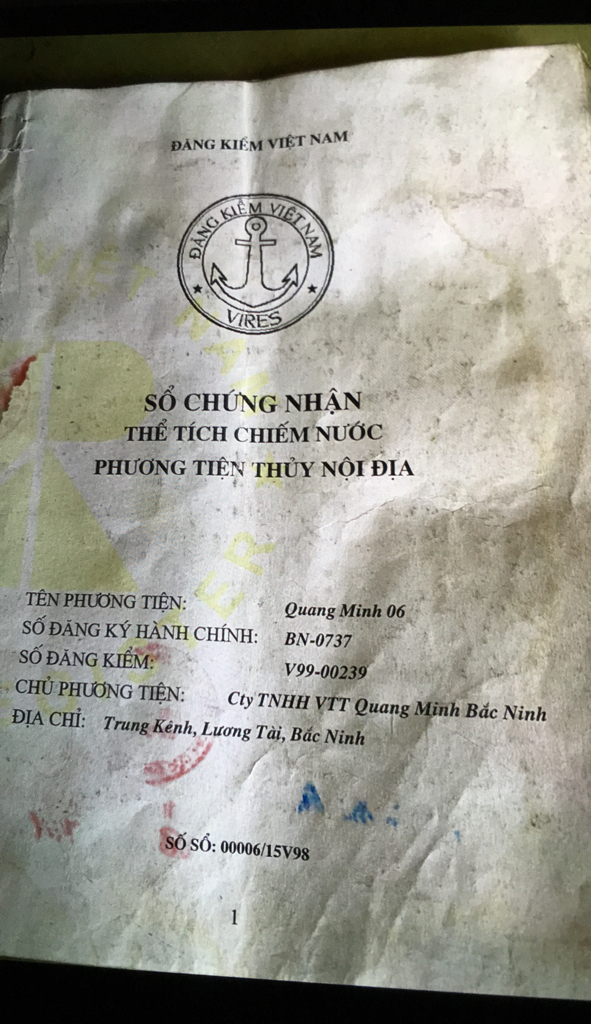 ĐĂNG KIỂM VIỆT NAM
ĐĂNG KIỂM VIỆT NAM
VIRES
SỔ CHỨNG NHẬN
THỂ TÍCH CHIẾM NƯỚC
PHƯƠNG TIỆN THỦY NỘI ĐỊA
TÊN PHƯƠNG TIỆN: Quang Minh 06
SỐ ĐĂNG KÝ HÀNH CHÍNH: BN-0737
SỐ ĐĂNG KIỂM: V99-00239
CHỦ PHƯƠNG TIỆN: Cty TNHH VTT Quang Minh Bắc Ninh
ĐỊA CHỈ: Trung Kênh, Lương Tài, Bắc Ninh
SỐ SỔ: 00006/15V98
1